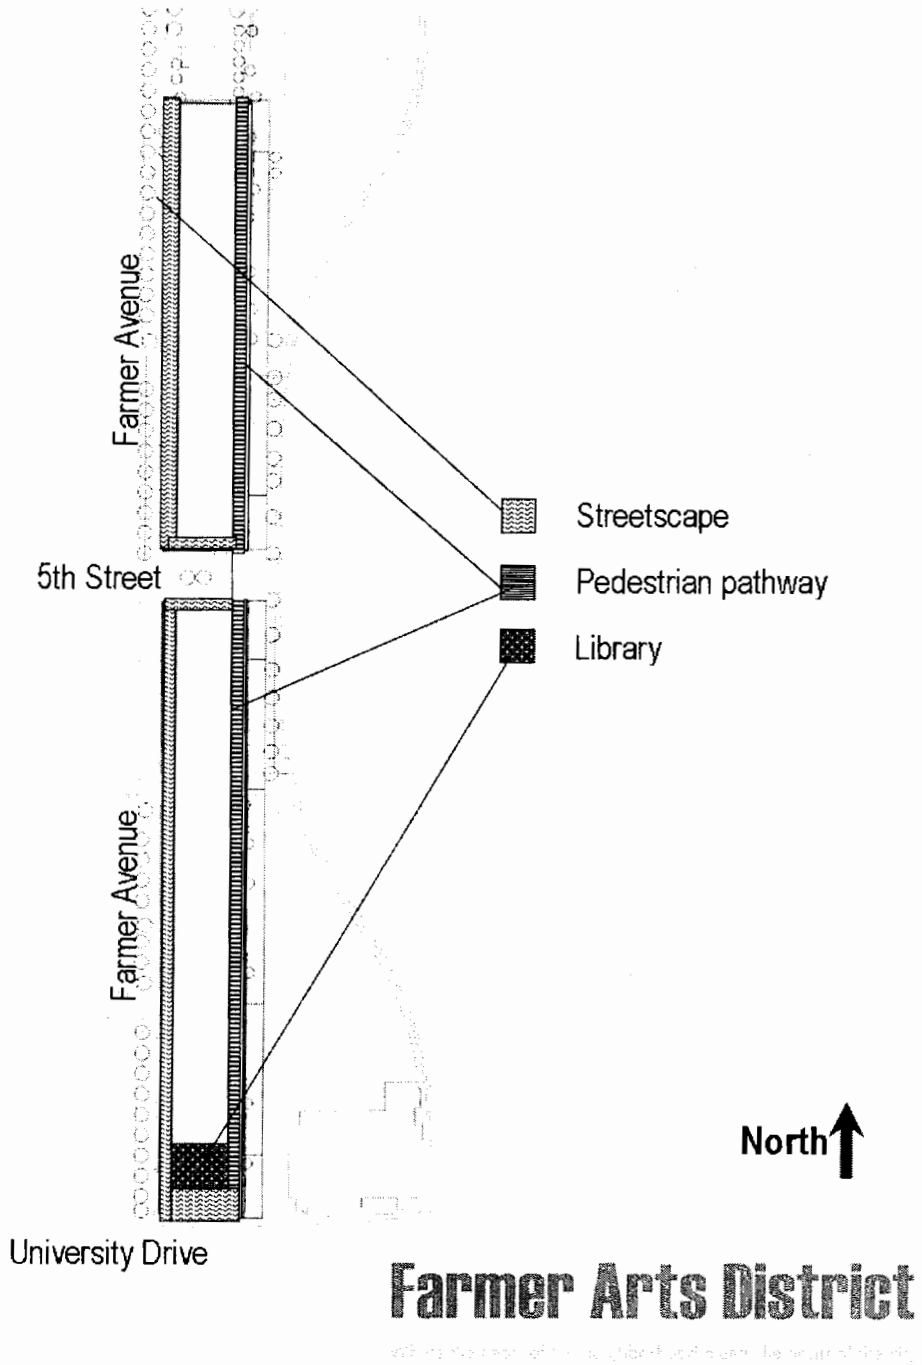 Farmer Avenue
Streetscape
5th Street
Pedestrian pathway
Library
Farmer Avenue
North
University Drive
Farmer Arts District